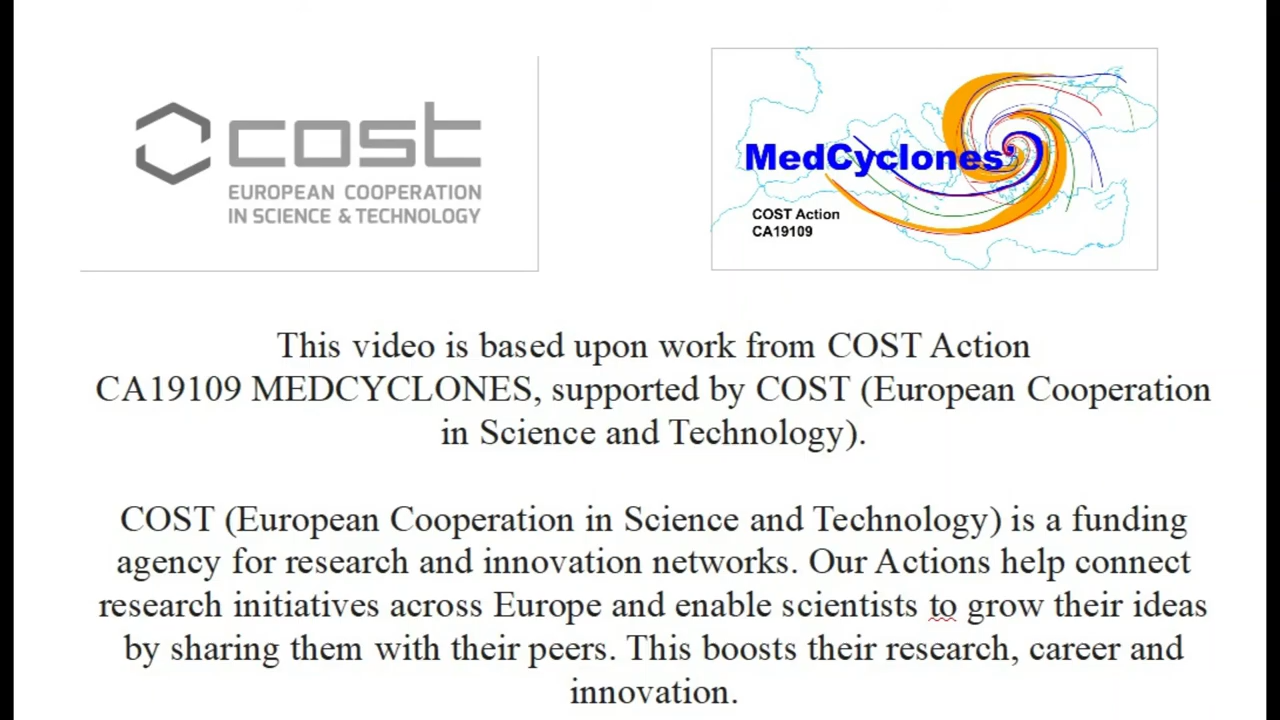 cost
EUROPEAN COOPERATION
IN SCIENCE & TECHNOLOGY
MedCyclones'
COST Action
CA19109
This video is based upon work from COST Action
CA19109 MEDCYCLONES, supported by COST (European Cooperation
in Science and Technology).
COST (European Cooperation in Science and Technology) is a funding
agency for research and innovation networks. Our Actions help connect
research initiatives across Europe and enable scientists to grow their ideas
by sharing them with their peers. This boosts their research, career and
innovation.